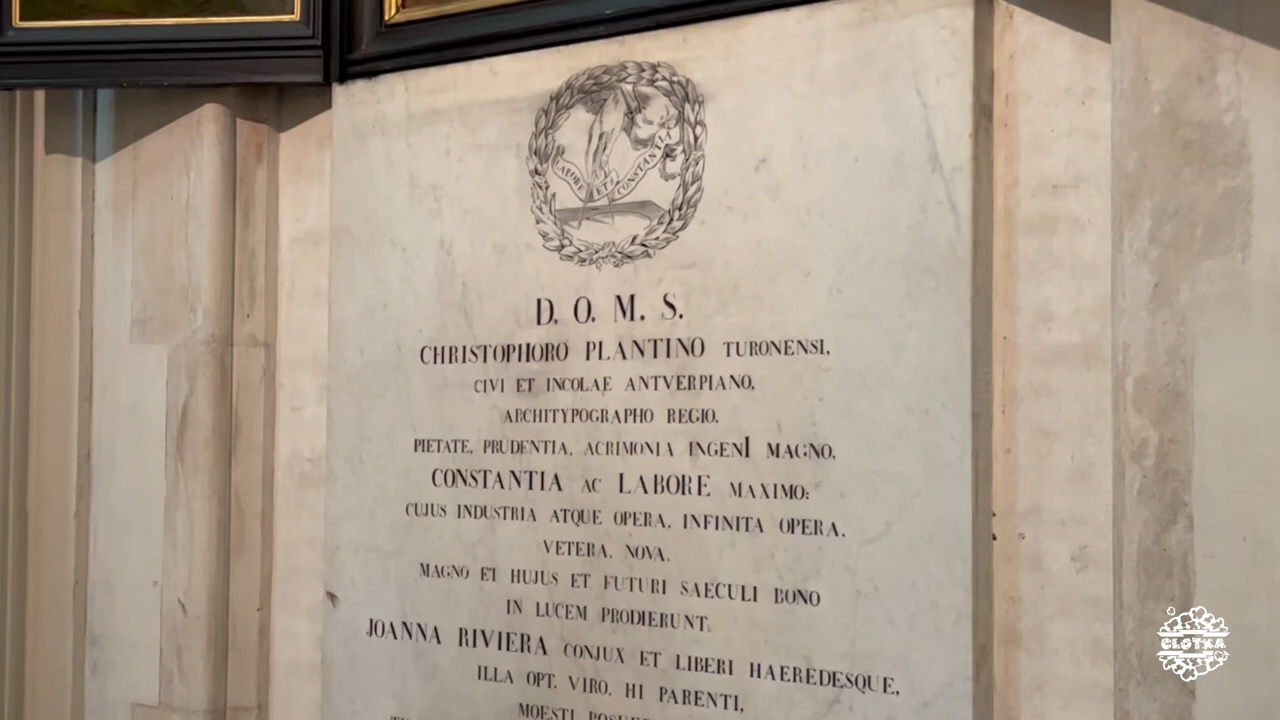 LABORE ET CONSTANTIA
D. O. M. S.
CHRISTOPHORO PLANTINO TURONENSI,
CIVI ET INCOLAE ANTVERPIANO,
ARCHITYPOGRAPHO REGIO.
PIETATE, PRUDENTIA, ACRIMONIA INGENI MAGNO,
CONSTANTIA AC LABORE MAXIMO:
CUJUS INDUSTRIA ATQUE OPERA, INFINITA OPERA,
VETERA, NOVA,
MAGNO ET HUJUS ET FUTURI SAECULI BONO
IN LUCEM PRODIERUNT.
JOANNA RIVIERA CONJUX ET LIBERI HAEREDESQUE,
ILLA OPT. VIRO, HI PARENTI,
MOESTI
CLOTXA